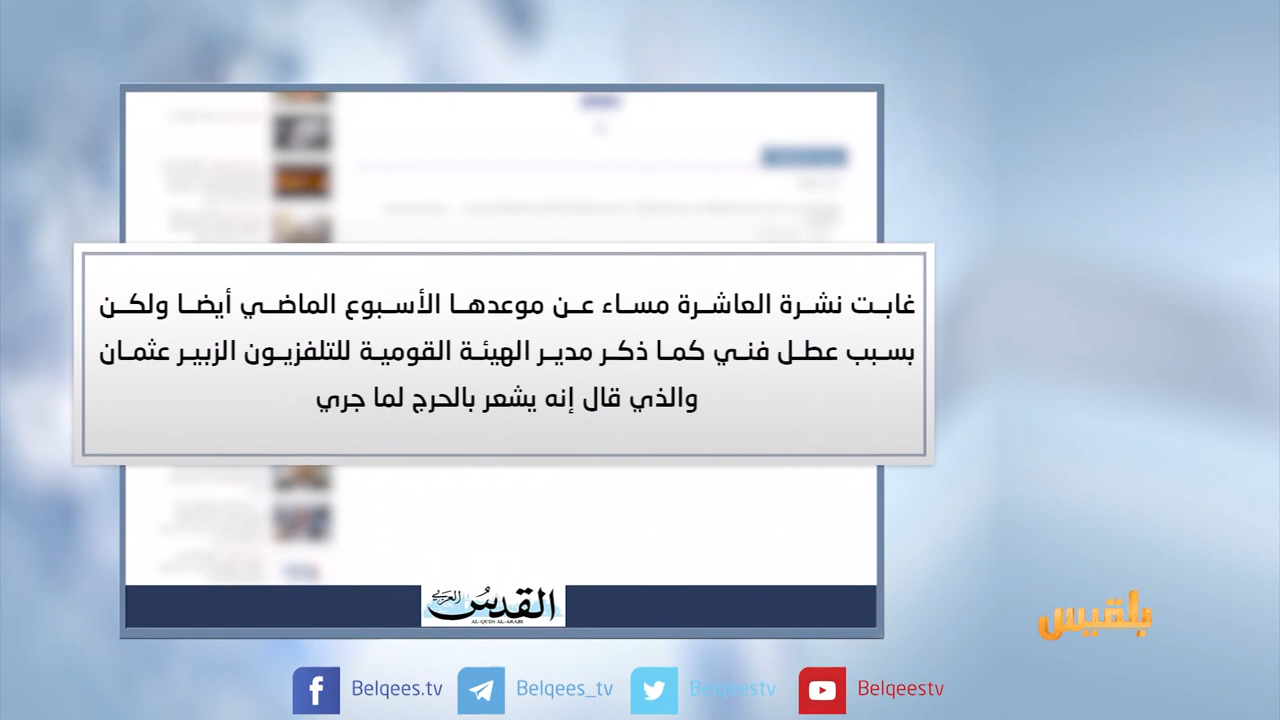 غابت نشرة العاشرة مساء عن موعدها الأسبوع الماضي أيضا ولكن
بسبب عطل فني كما ذكر مدير الهيئة القومية للتلفزيون الزبير عثمان
والذي قال إنه يشعر بالحرج لما جري
القدس العربي
AL-QUDS AL-ARABI
بلقيس
Belqees.tv
Belqees_tv
Belqeestv
Belqeestv